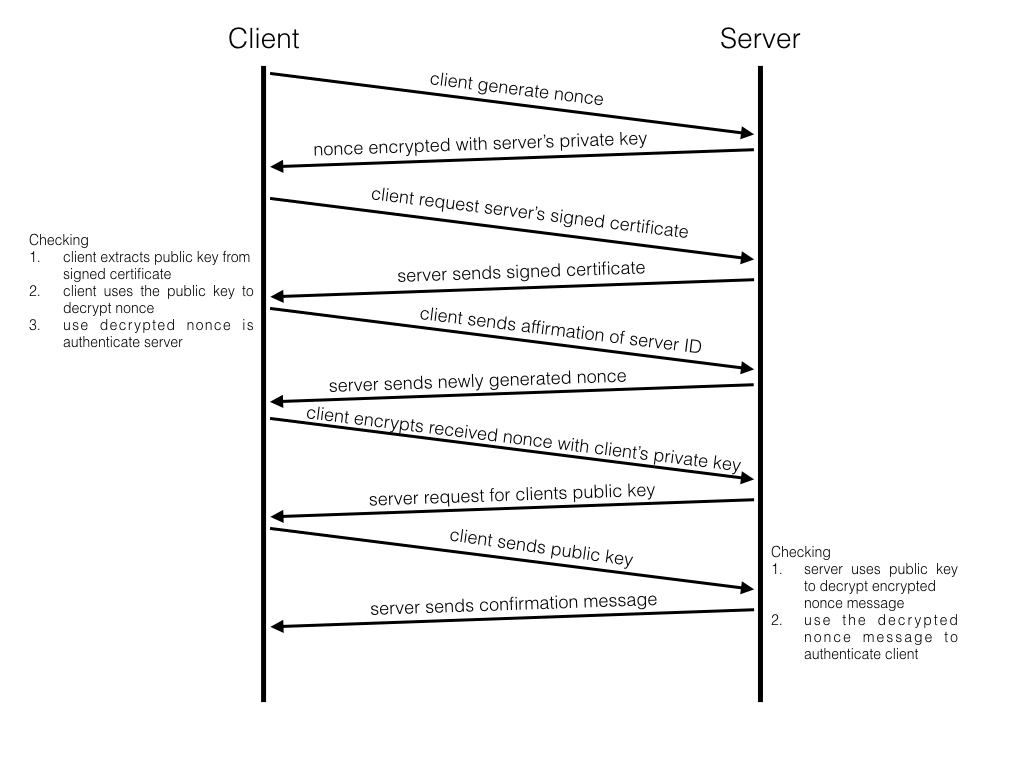 Client
Server
client generate nonce
nonce encrypted with server's private key
client request server's signed certificate
server sends signed certificate
Checking
1. client extracts public key from
signed certificate
2. client uses the public key to
decrypt nonce
3. use decrypted nonce is
authenticate server
client sends affirmation of server ID
server sends newly generated nonce
client encrypts received nonce with client's private key
server request for clients public key
client sends public key
server sends confirmation message
Checking
1. server uses public key
to decrypt encrypted
nonce message
2. use the decrypted
nonce message to
authenticate client